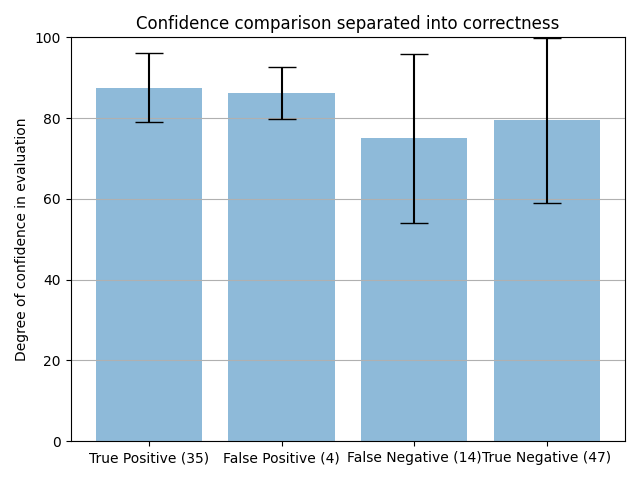 Confidence comparison separated into correctness
Degree of confidence in evaluation
100
80
60
40
20
0
True Positive (35)
False Positive (4)
False Negative (14)
True Negative (47)